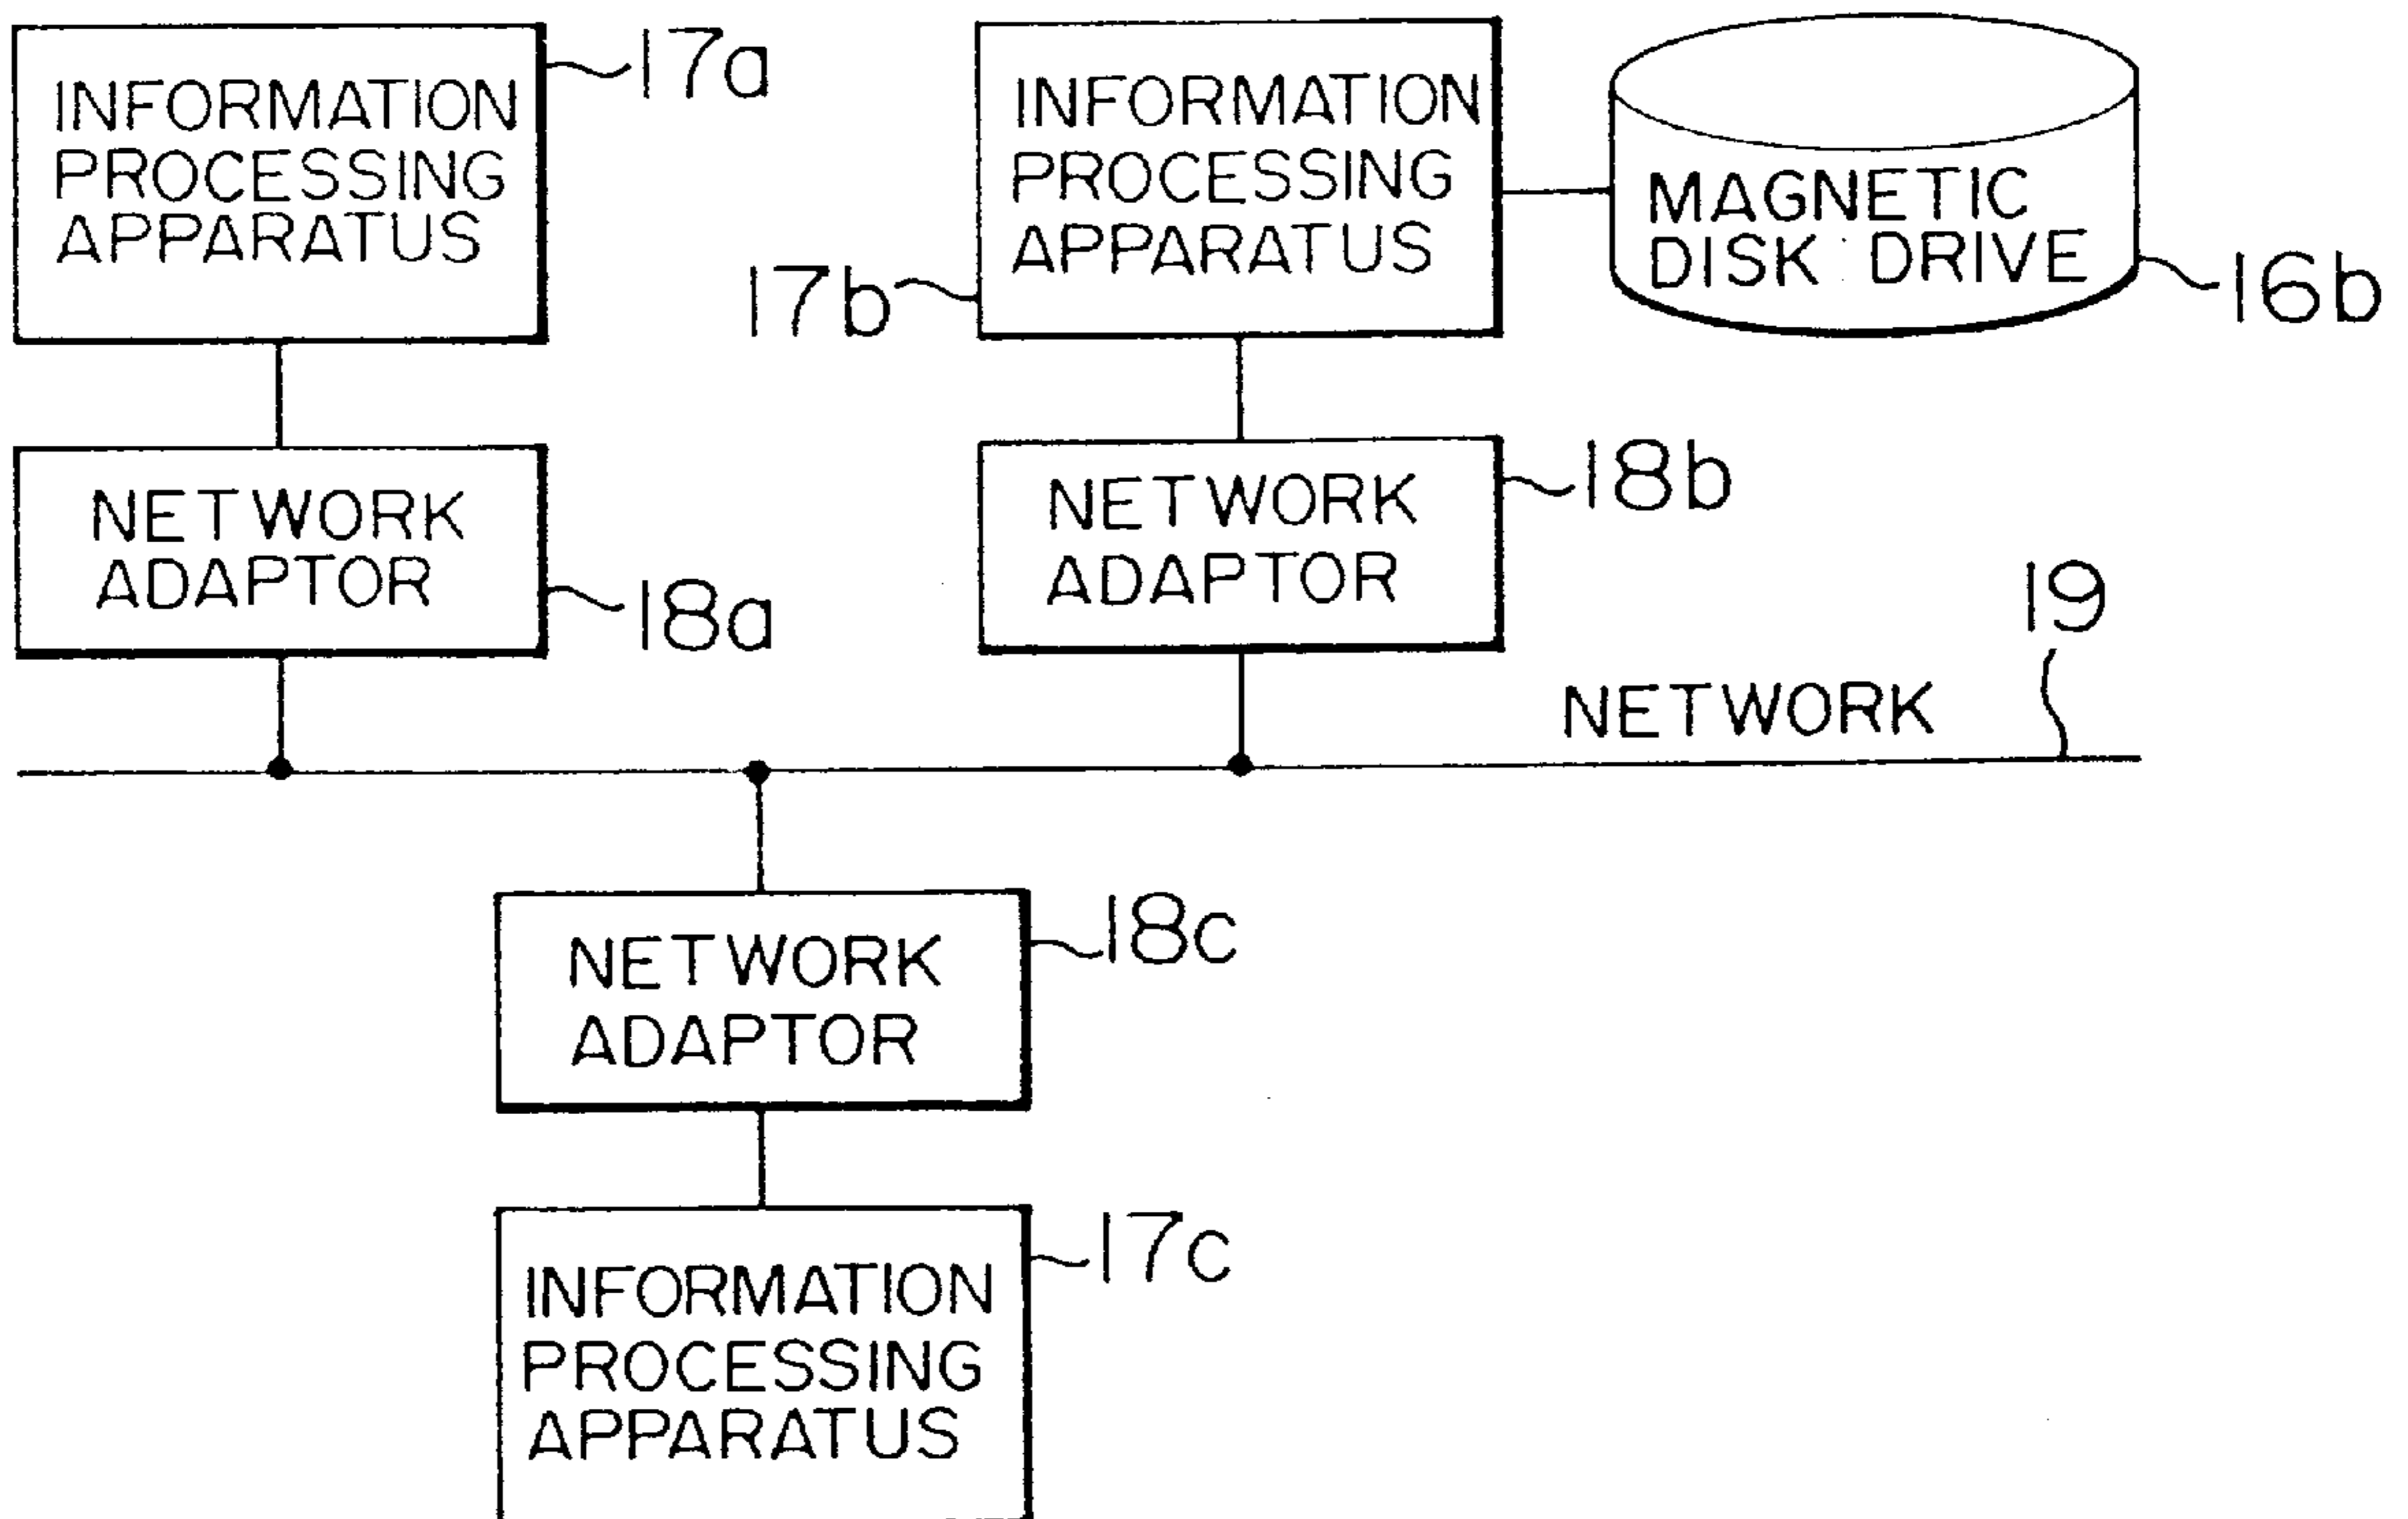 INFORMATION
PROCESSING
APPARATUS
17a
INFORMATION
PROCESSING
APPARATUS
17b
MAGNETIC
DISK DRIVE
16b
NETWORK
ADAPTOR
18a
NETWORK
ADAPTOR
18b
19
NETWORK
NETWORK
ADAPTOR
18c
INFORMATION
PROCESSING
APPARATUS
17c